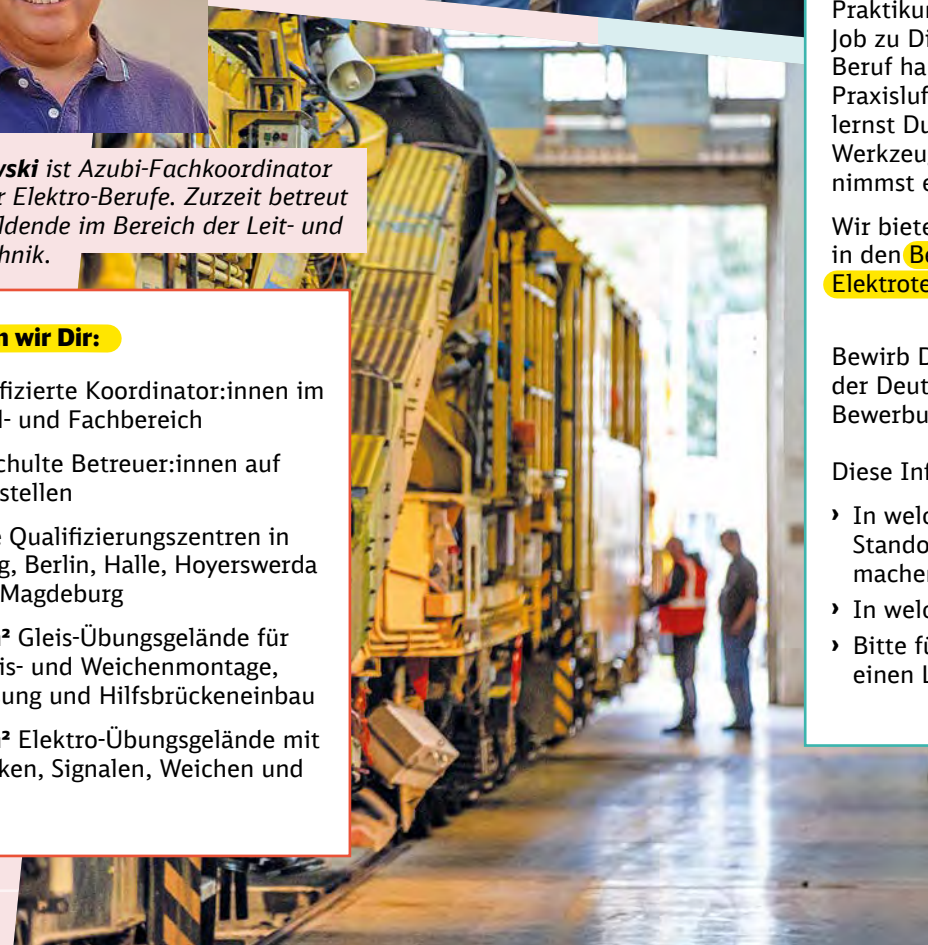 vski ist Azubi-Fachkoordinator
r Elektro-Berufe. Zurzeit betreut
ldende im Bereich der Leit- und
hnik.
n wir Dir:
fizierte Koordinator:innen im
l- und Fachbereich
chulte Betreuer:innen auf
stellen
e Qualifizierungszentren in
g, Berlin, Halle, Hoyerswerda
Magdeburg
² Gleis-Übungsgelände für
is- und Weichenmontage,
ung und Hilfsbrückeneinbau
² Elektro-Übungsgelände mit
ken, Signalen, Weichen und
Praktikur
Job zu Di
Beruf ha
Praxisluf
lernst Du
Werkzeug
nimmst e
Wir biete
in den Be
Elektrote
Bewirb D
der Deut
Bewerbu
Diese Inf
› In welc
Stando
macher
› In welc
› Bitte fü
einen L